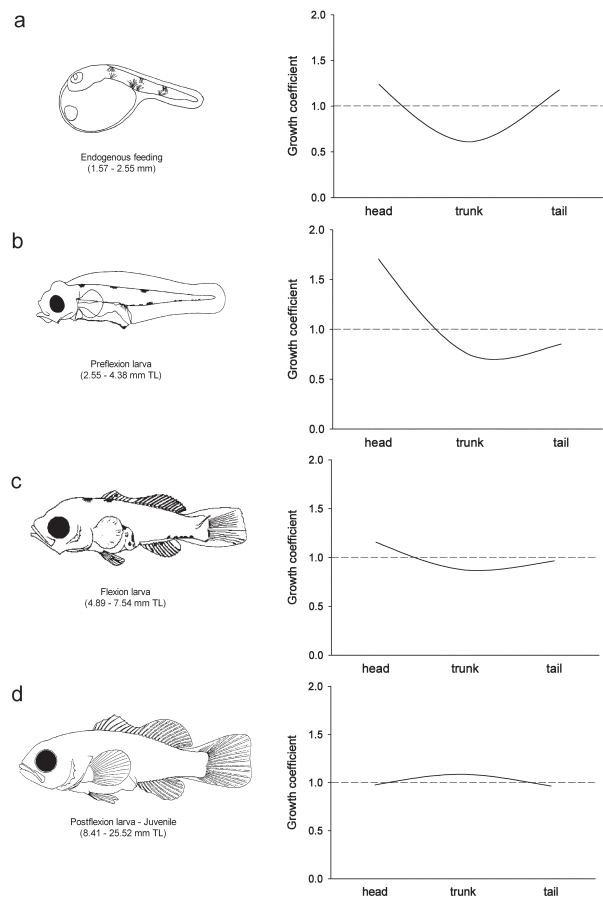 a
Endogenous feeding
(1.57 - 2.55 mm)
Growth coefficient
2.0
1.5
1.0
0.5
0.0
head trunk tail
b
Preflexion larva
(2.55 - 4.38 mm TL)
Growth coefficient
2.0
1.5
1.0
0.5
0.0
head trunk tail
c
Flexion larva
(4.89 - 7.54 mm TL)
Growth coefficient
2.0
1.5
1.0
0.5
0.0
head trunk tail
d
Postflexion larva - Juvenile
(8.41 - 25.52 mm TL)
Growth coefficient
2.0
1.5
1.0
0.5
0.0
head trunk tail